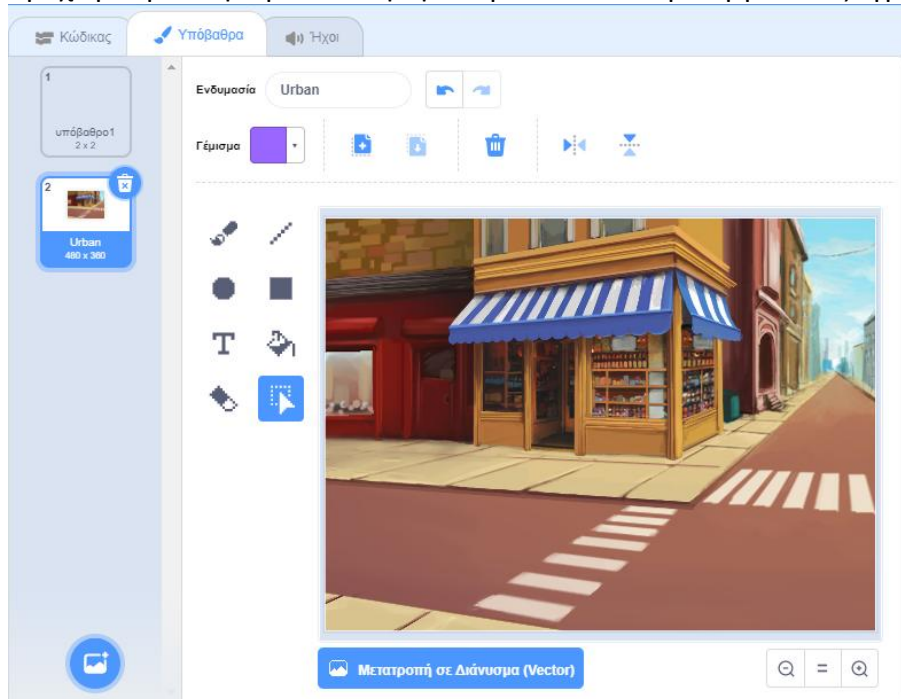 Κώδικας
Υπόβαθρα
Ήχοι
1
υπόβαθρο1
2 x 2
2
Urban
480 x 360
Ενδυμασία
Urban
Γέμισμα
T
Μετατροπή σε Διάνυσμα (Vector)
=